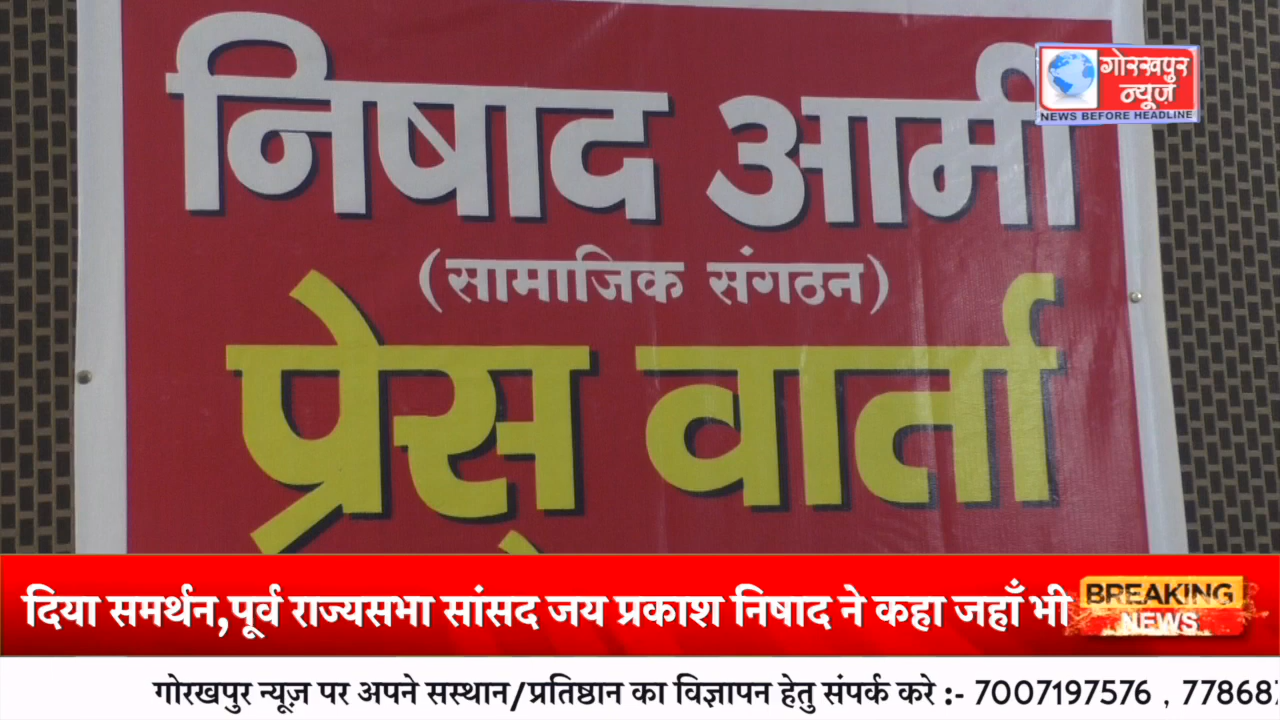 निषाद आर्मी
गोरखपुर
न्यूज़
NEWS BEFORE HEADLINE
(सामाजिक संगठन)
प्रेस वार्ता
दिया समर्थन,पूर्व राज्यसभा सांसद जय प्रकाश निषाद ने कहा जहाँ भी
BREAKING
NEWS
गोरखपुर न्यूज़ पर अपने सस्थान/प्रतिष्ठान का विज्ञापन हेतु संपर्क करे :- 7007197576 , 77868